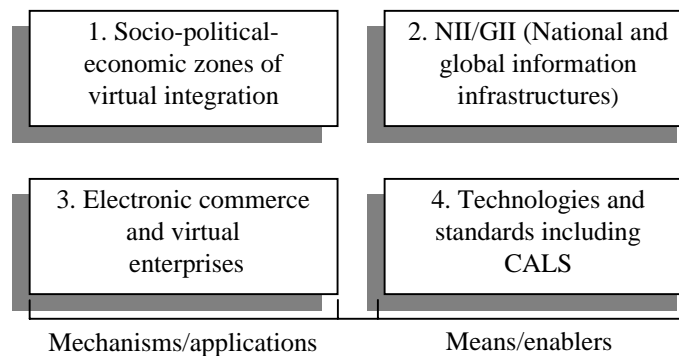 1. Socio-political-
economic zones of
virtual integration
2. NII/GII (National and
global information
infrastructures)
3. Electronic commerce
and virtual
enterprises
4. Technologies and
standards including
CALS
Mechanisms/applications
Means/enablers